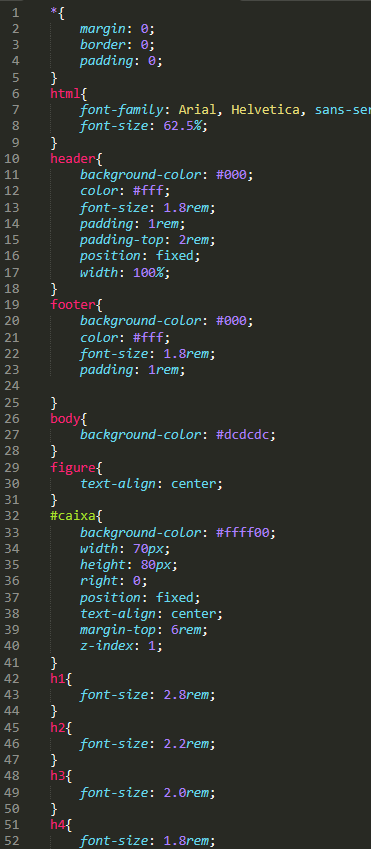 1 *{
2 margin: 0;
3 border: 0;
4 padding: 0;
5 }
6 html{
7 font-family: Arial, Helvetica, sans-ser
8 font-size: 62.5%;
9 }
10 header{
11 background-color: #000;
12 color: #fff;
13 font-size: 1.8rem;
14 padding: 1rem;
15 padding-top: 2rem;
16 position: fixed;
17 width: 100%;
18 }
19 footer{
20 background-color: #000;
21 color: #fff;
22 font-size: 1.8rem;
23 padding: 1rem;
24
25 }
26 body{
27 background-color: #dcdcdc;
28 }
29 figure{
30 text-align: center;
31 }
32 #caixa{
33 background-color: #ffff00;
34 width: 70px;
35 height: 80px;
36 right: 0;
37 position: fixed;
38 text-align: center;
39 margin-top: 6rem;
40 z-index: 1;
41 }
42 h1{
43 font-size: 2.8rem;
44 }
45 h2{
46 font-size: 2.2rem;
47 }
48 h3{
49 font-size: 2.0rem;
50 }
51 h4{
52 font-size: 1.8rem;